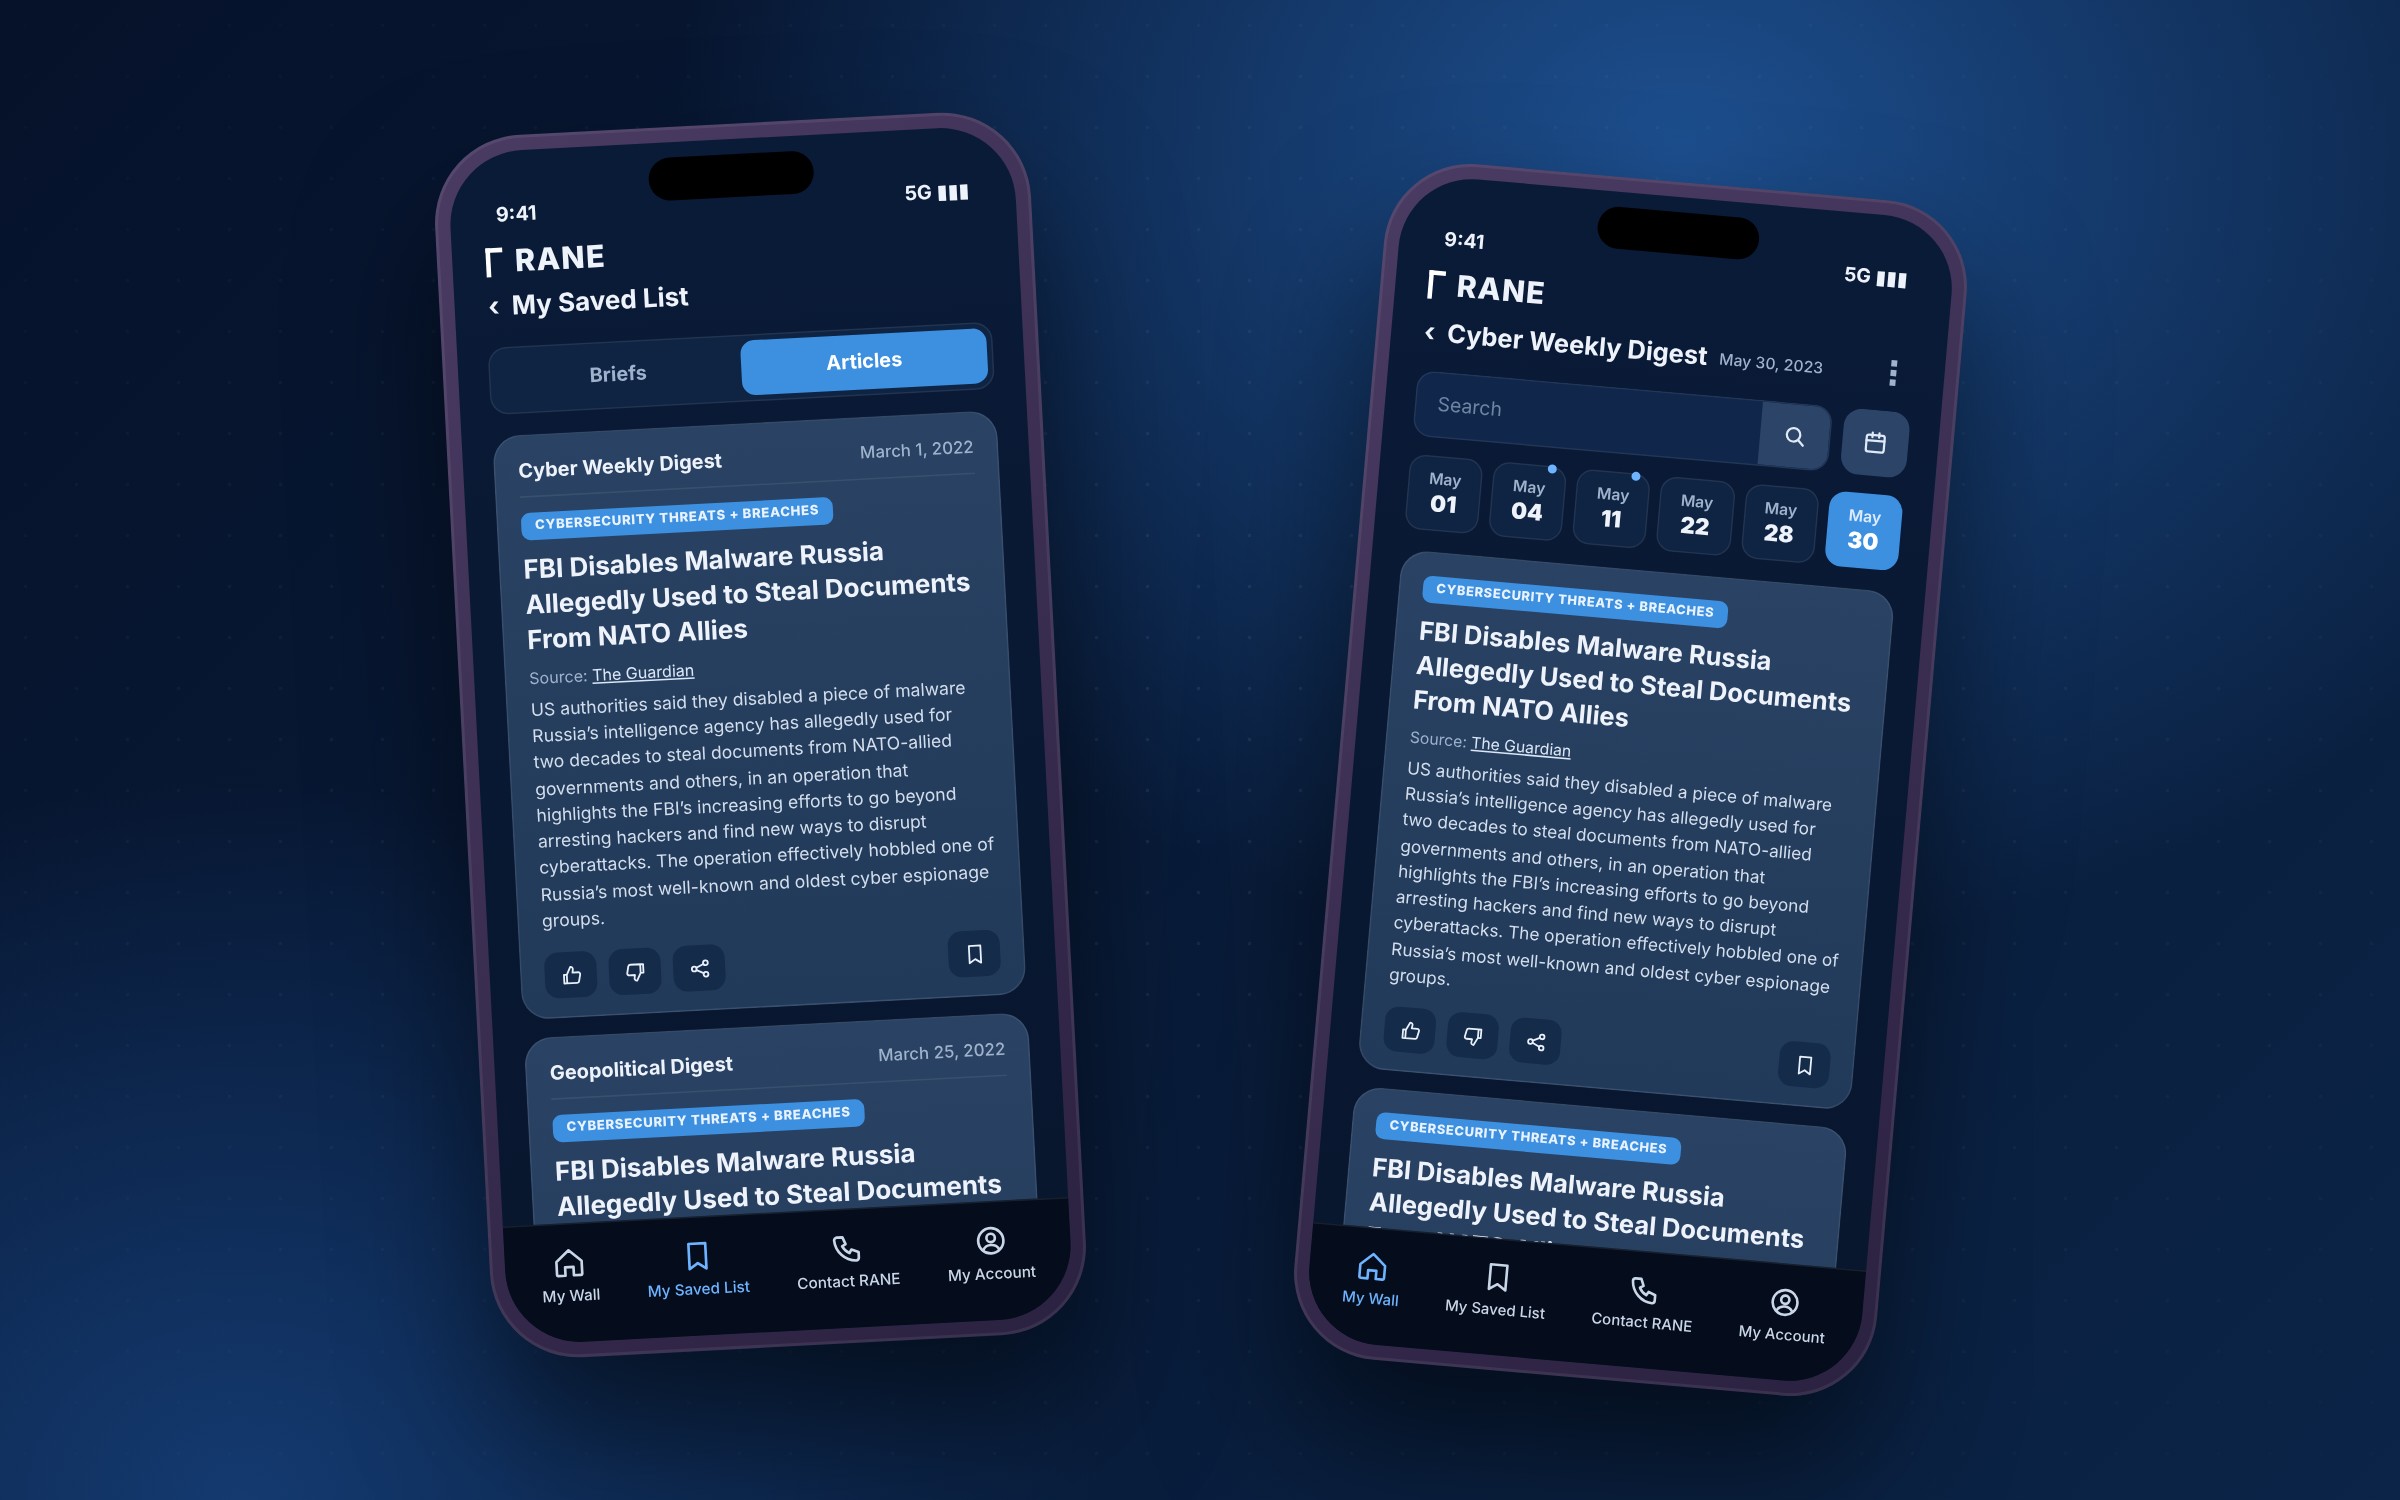 9:41
5G
RANE
‹ My Saved List
Briefs
Articles
Cyber Weekly Digest
March 1, 2022
CYBERSECURITY THREATS + BREACHES
FBI Disables Malware Russia
Allegedly Used to Steal Documents
From NATO Allies
Source: The Guardian
US authorities said they disabled a piece of malware
Russia’s intelligence agency has allegedly used for
two decades to steal documents from NATO-allied
governments and others, in an operation that
highlights the FBI’s increasing efforts to go beyond
arresting hackers and find new ways to disrupt
cyberattacks. The operation effectively hobbled one of
Russia’s most well-known and oldest cyber espionage
groups.
Geopolitical Digest
March 25, 2022
CYBERSECURITY THREATS + BREACHES
FBI Disables Malware Russia
Allegedly Used to Steal Documents
My Wall
My Saved List
Contact RANE
My Account
9:41
5G
RANE
‹ Cyber Weekly Digest May 30, 2023
Search
May
01
May
04
May
11
May
22
May
28
May
30
CYBERSECURITY THREATS + BREACHES
FBI Disables Malware Russia
Allegedly Used to Steal Documents
From NATO Allies
Source: The Guardian
US authorities said they disabled a piece of malware
Russia’s intelligence agency has allegedly used for
two decades to steal documents from NATO-allied
governments and others, in an operation that
highlights the FBI’s increasing efforts to go beyond
arresting hackers and find new ways to disrupt
cyberattacks. The operation effectively hobbled one of
Russia’s most well-known and oldest cyber espionage
groups.
CYBERSECURITY THREATS + BREACHES
FBI Disables Malware Russia
Allegedly Used to Steal Documents
My Wall
My Saved List
Contact RANE
My Account